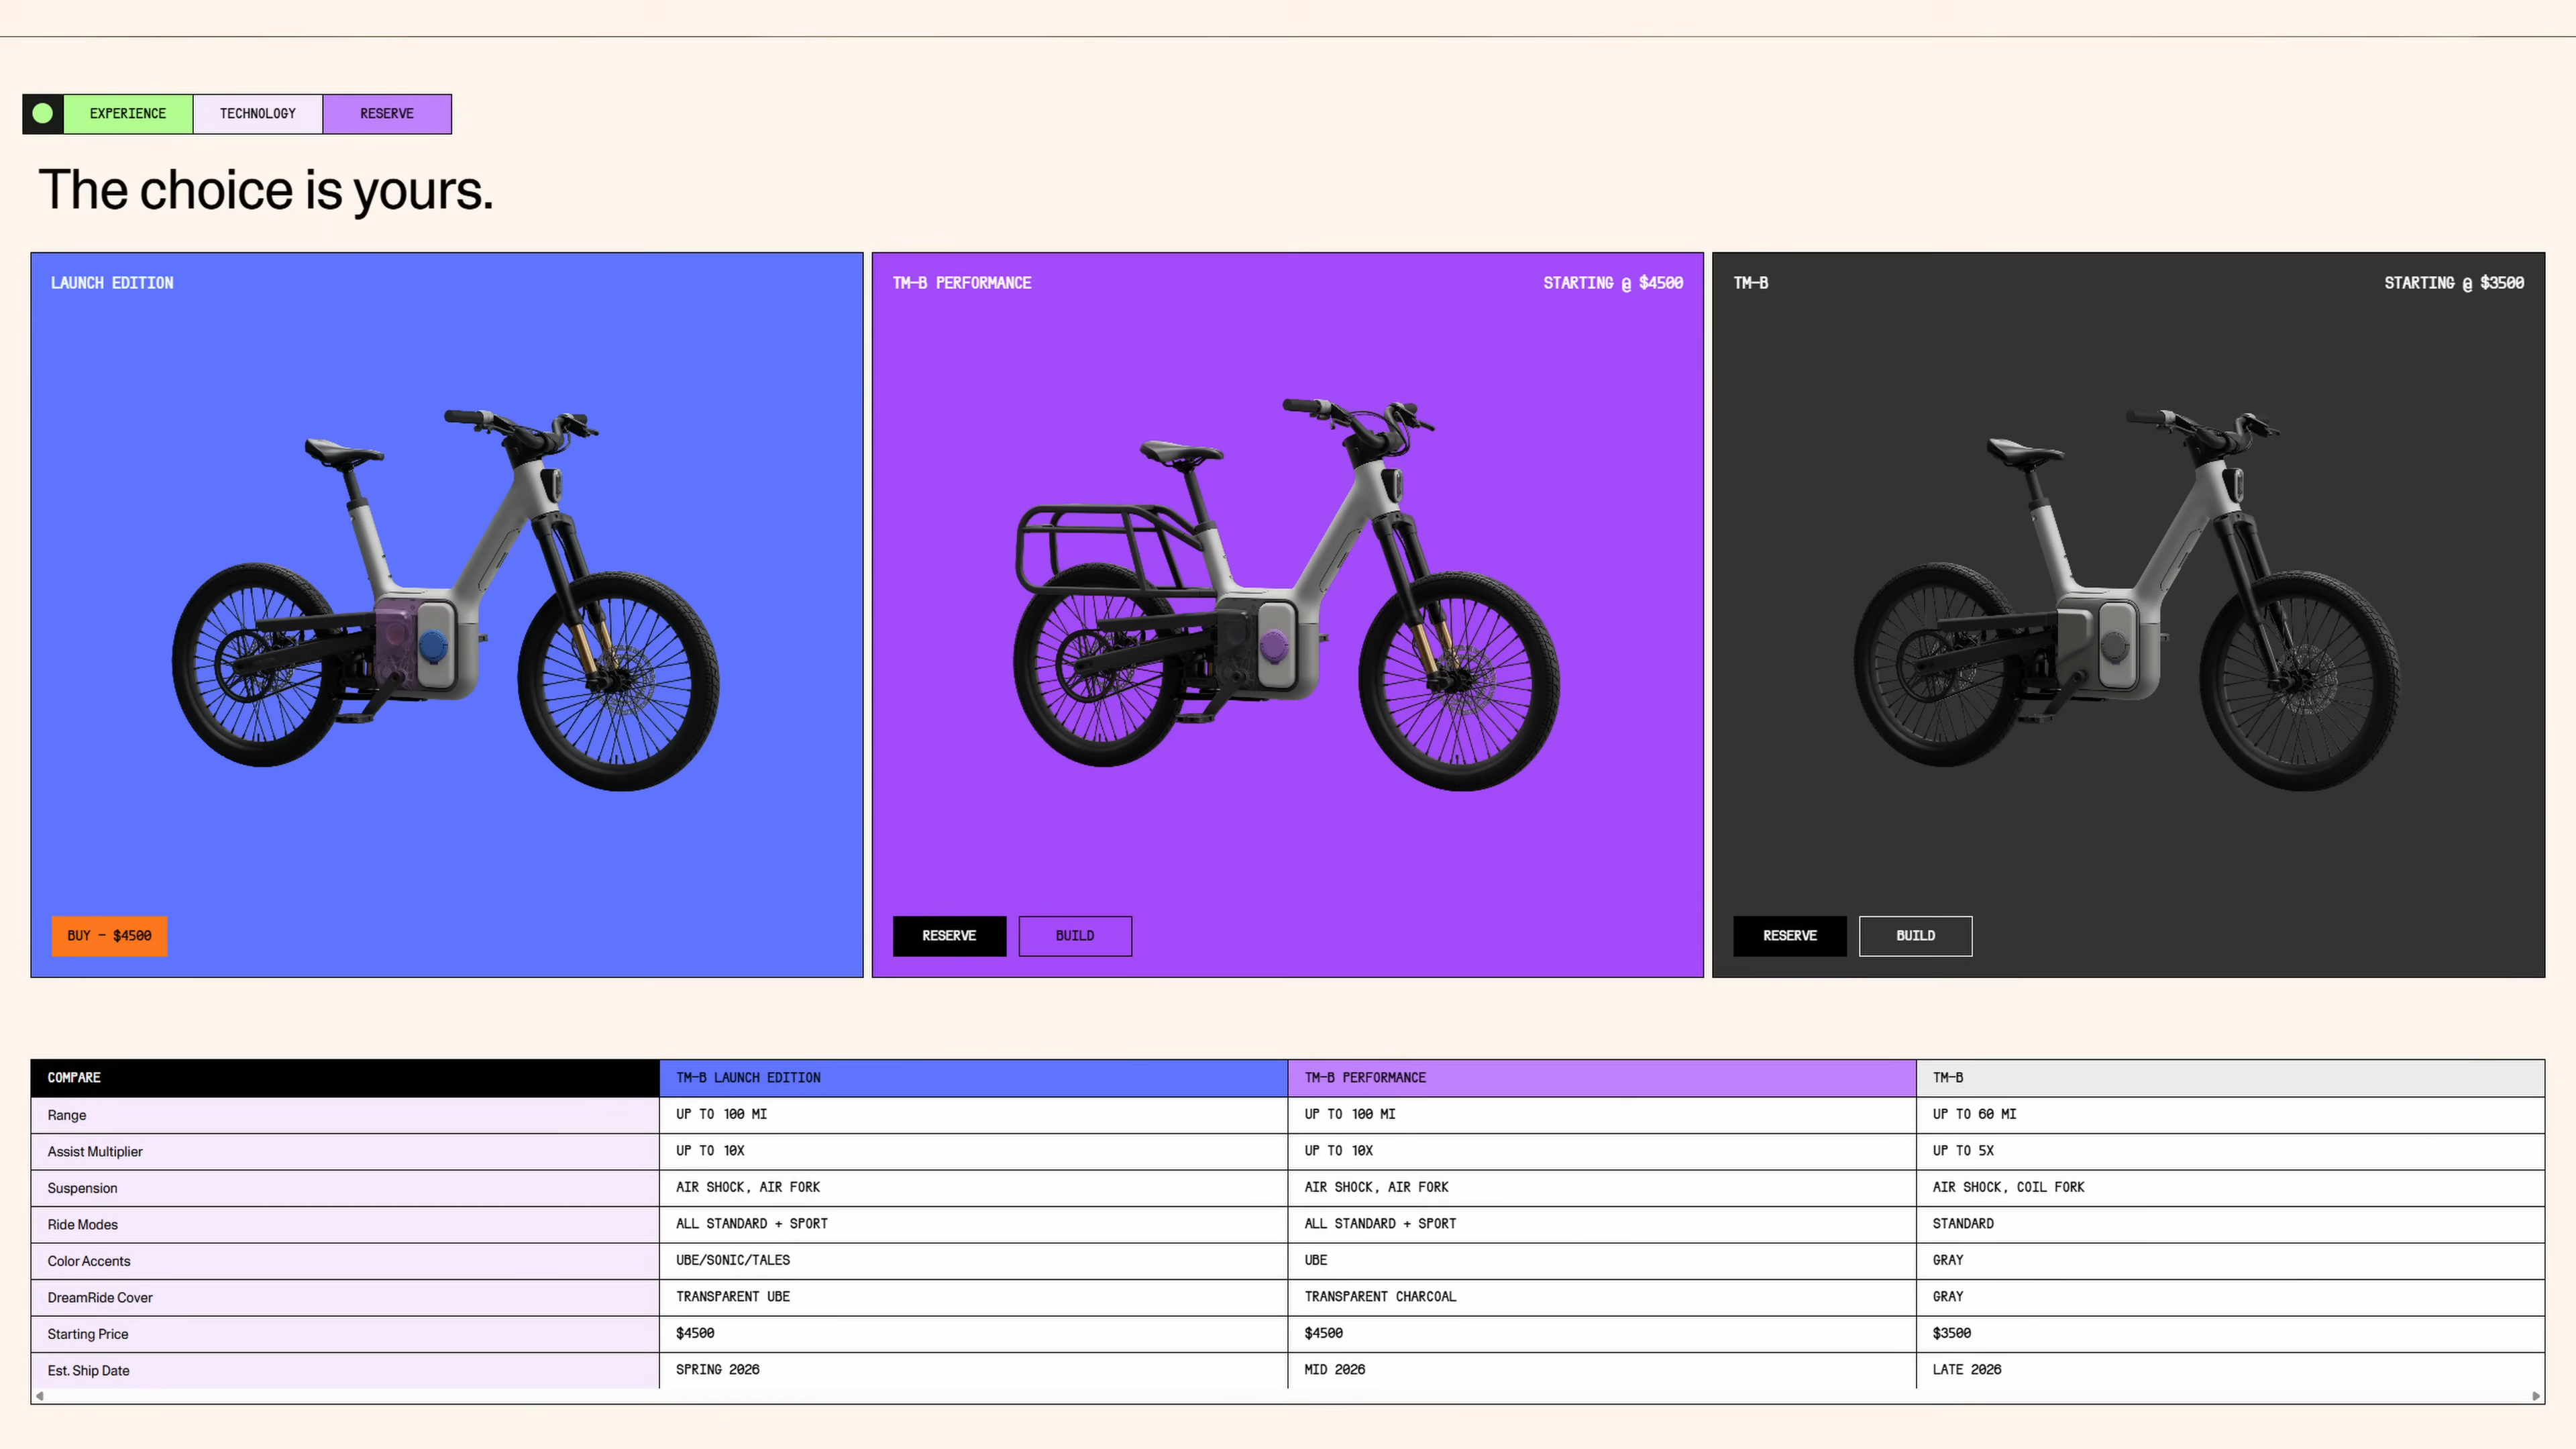 EXPERIENCE TECHNOLOGY RESERVE
The choice is yours.
LAUNCH EDITION
BUY - $4500
TM-B PERFORMANCE STARTING @ $4500
RESERVE BUILD
TM-B STARTING @ $3500
RESERVE BUILD
COMPARE TM-B LAUNCH EDITION TM-B PERFORMANCE TM-B
Range UP TO 100 MI UP TO 100 MI UP TO 60 MI
Assist Multiplier UP TO 10X UP TO 10X UP TO 5X
Suspension AIR SHOCK, AIR FORK AIR SHOCK, AIR FORK AIR SHOCK, COIL FORK
Ride Modes ALL STANDARD + SPORT ALL STANDARD + SPORT STANDARD
Color Accents UBE/SONIC/TALES UBE GRAY
DreamRide Cover TRANSPARENT UBE TRANSPARENT CHARCOAL GRAY
Starting Price $4500 $4500 $3500
Est. Ship Date SPRING 2026 MID 2026 LATE 2026